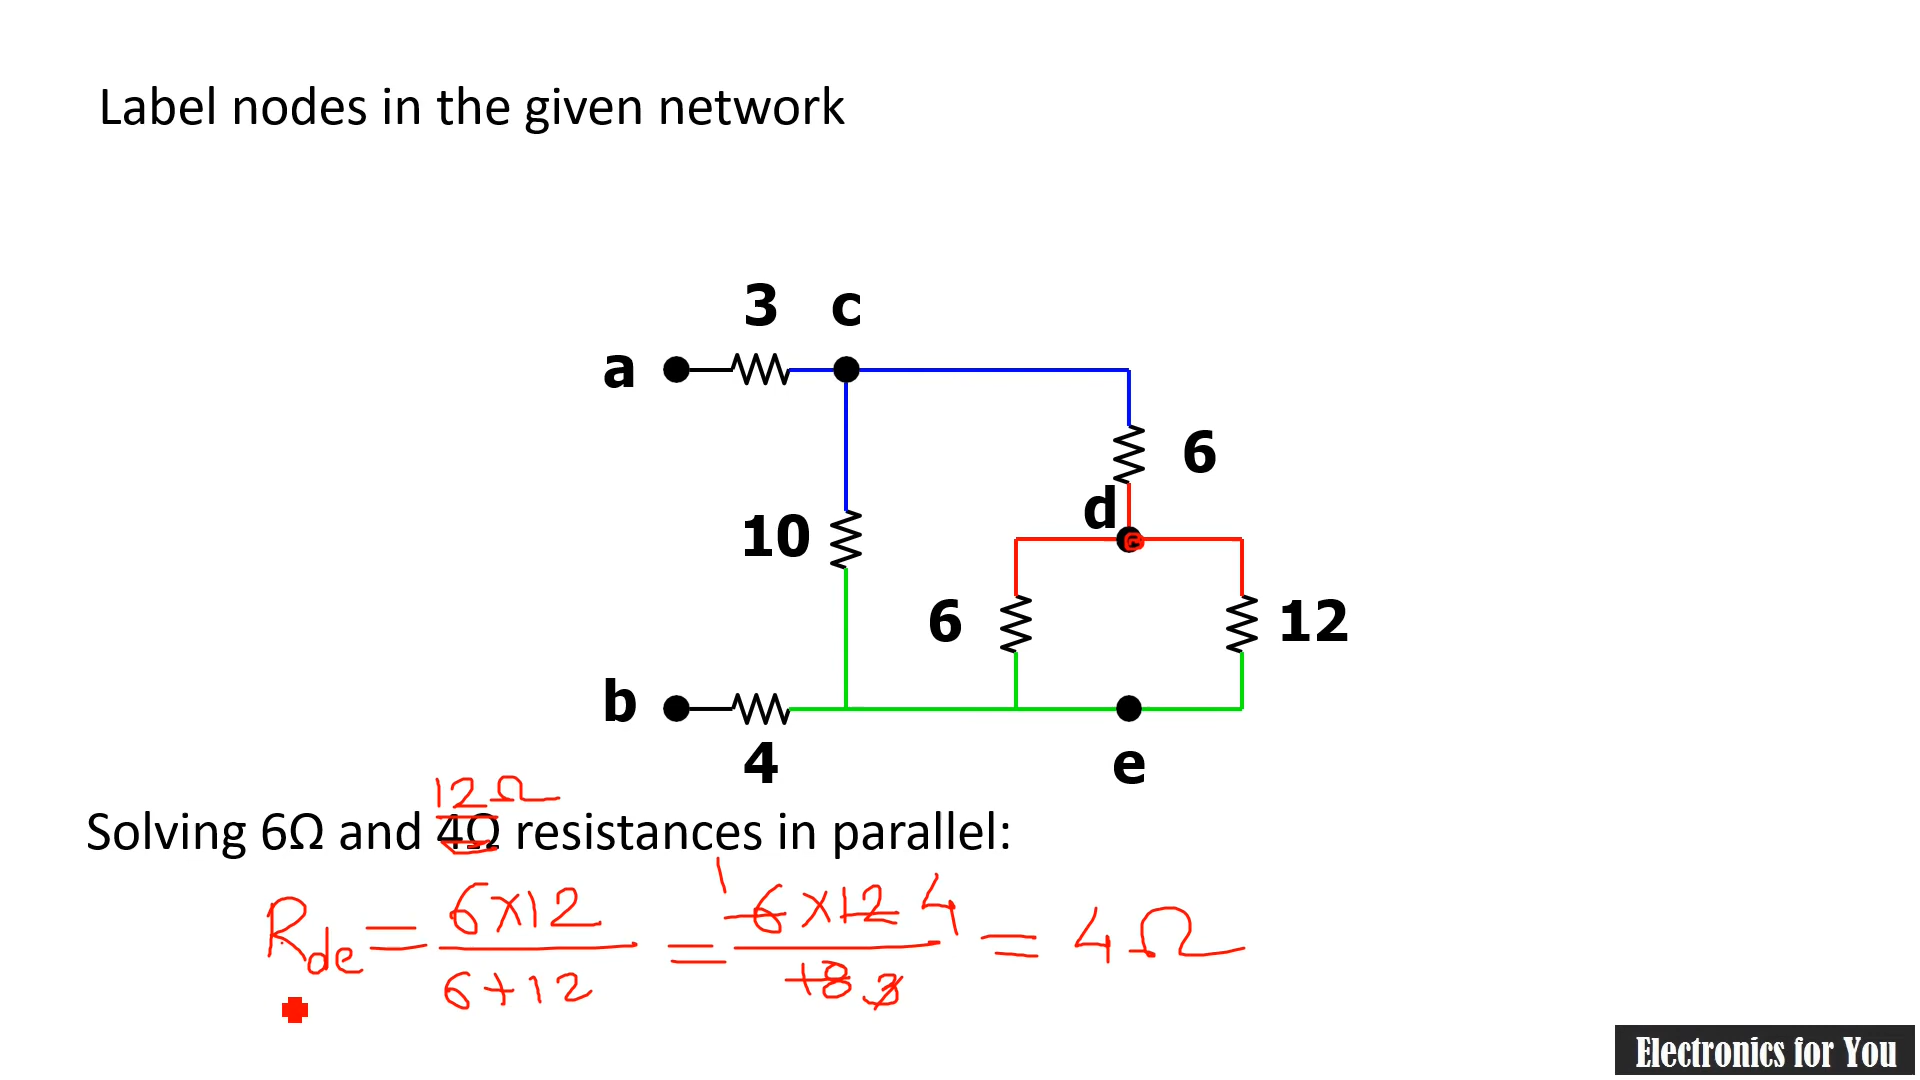 Label nodes in the given network
3 c
a
6
d
10
6 12
b
4 e
12Ω
Solving 6Ω and 4Ω resistances in parallel:
Rde = 6×12 / 6+12 = 1 6×12 4 / 18 3 = 4Ω
Electronics for You